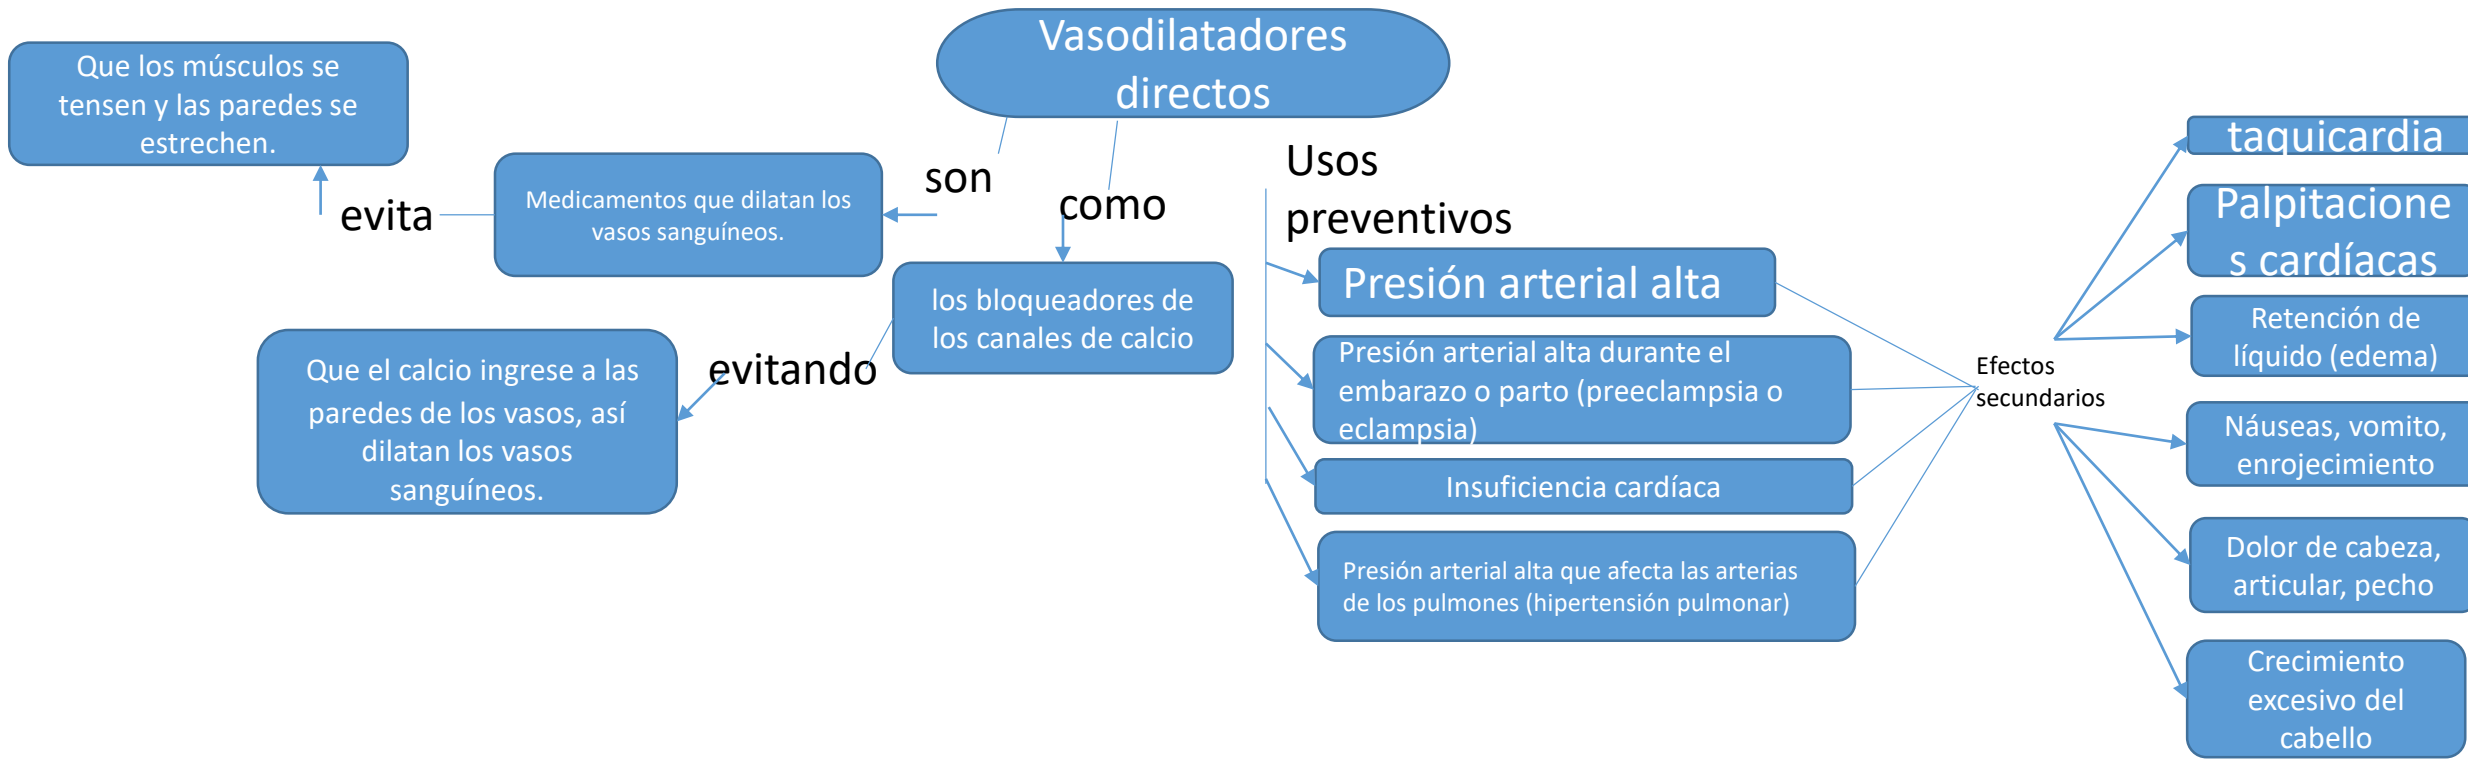 Vasodilatadores
directos
Que los músculos se
tensen y las paredes se
estrechen.
evita
Medicamentos que dilatan los
vasos sanguíneos.
son
como
los bloqueadores de
los canales de calcio
evitando
Que el calcio ingrese a las
paredes de los vasos, así
dilatan los vasos
sanguíneos.
Usos
preventivos
Presión arterial alta
Presión arterial alta durante el
embarazo o parto (preeclampsia o
eclampsia)
Insuficiencia cardíaca
Presión arterial alta que afecta las arterias
de los pulmones (hipertensión pulmonar)
Efectos
secundarios
taquicardia
Palpitacione
s cardíacas
Retención de
líquido (edema)
Náuseas, vomito,
enrojecimiento
Dolor de cabeza,
articular, pecho
Crecimiento
excesivo del
cabello